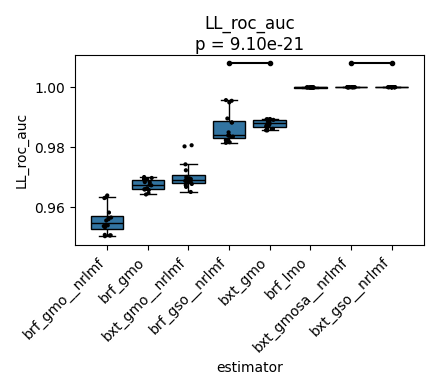 LL_roc_auc
p = 9.10e-21
LL_roc_auc
1.00
0.98
0.96
brf_gmo__nrlmf
brf_gmo
bxt_gmo__nrlmf
brf_gso__nrlmf
bxt_gmo
brf_lmo
bxt_gmosa__nrlmf
bxt_gso__nrlmf
estimator